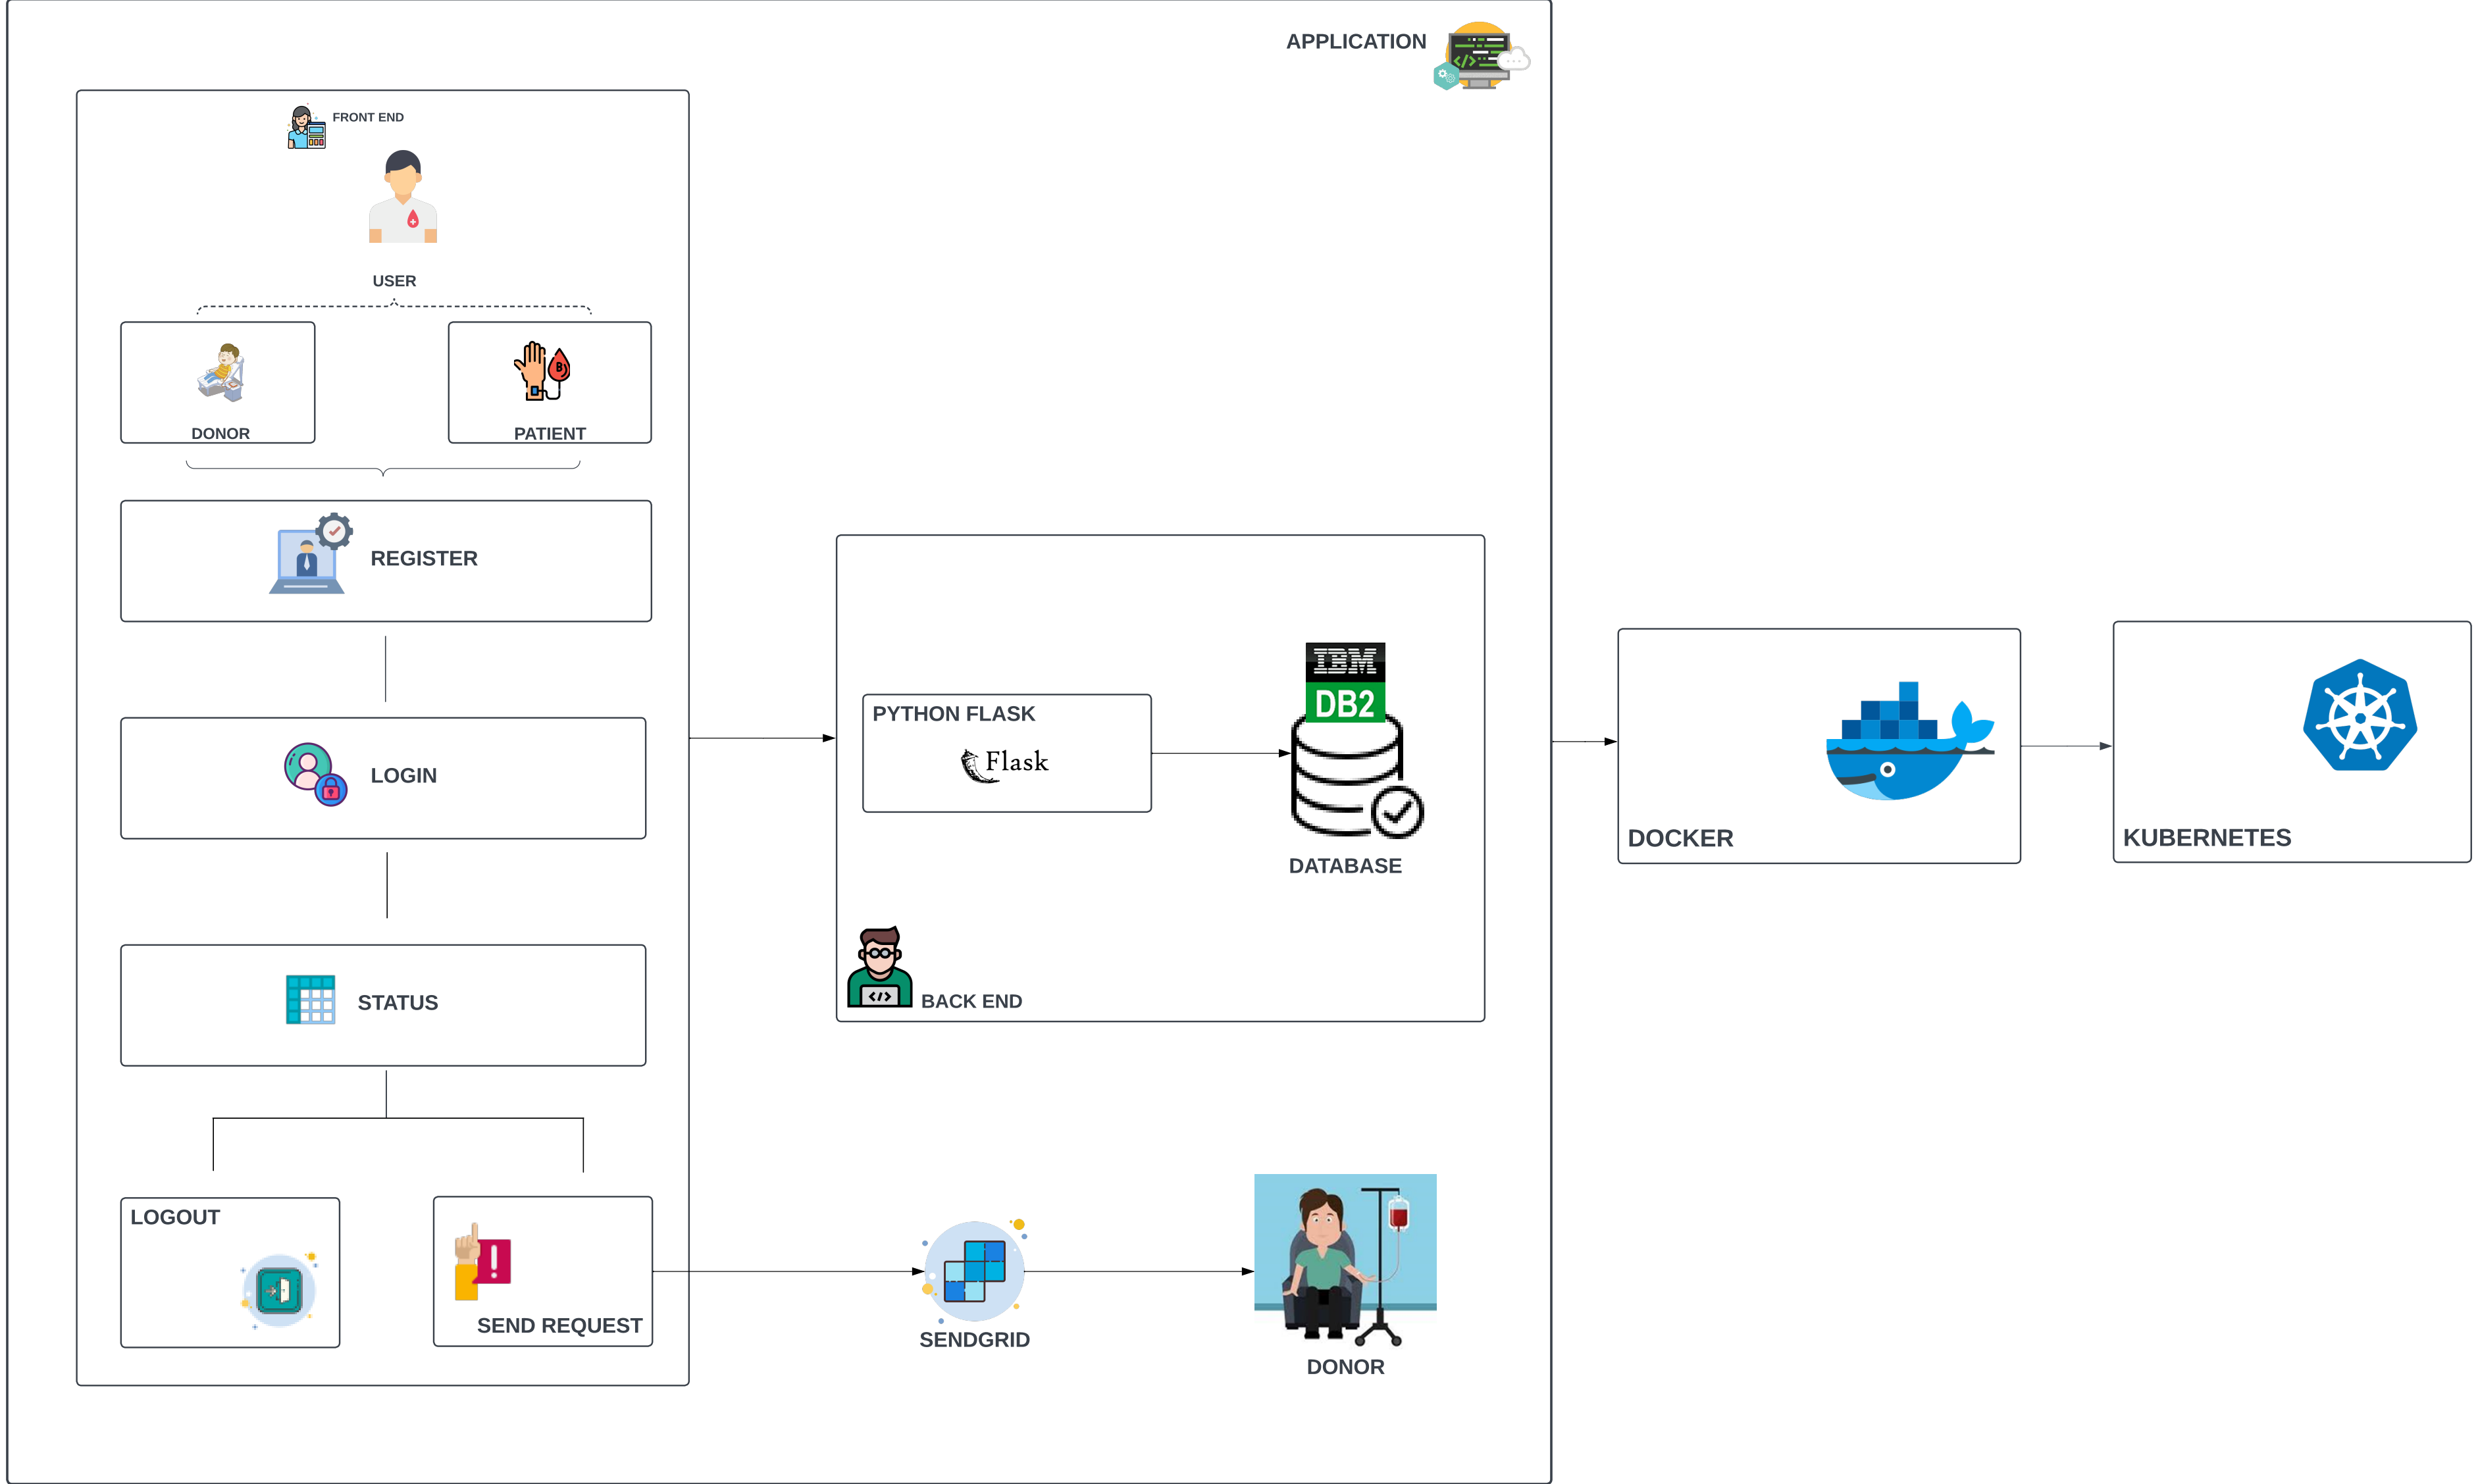 APPLICATION
FRONT END
USER
DONOR
PATIENT
B
REGISTER
LOGIN
STATUS
LOGOUT
SEND REQUEST
PYTHON FLASK
Flask
IBM
DB2
DATABASE
BACK END
SENDGRID
DONOR
DOCKER
KUBERNETES